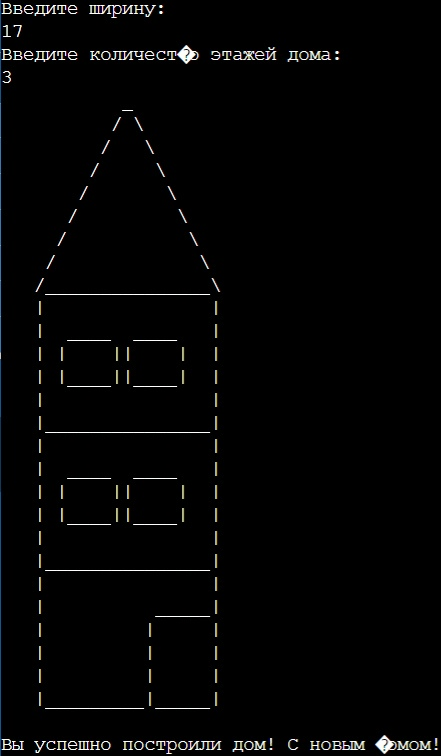 Введите ширину:
17
Введите количест�о этажей дома:
3
Вы успешно построили дом! С новым �омом!